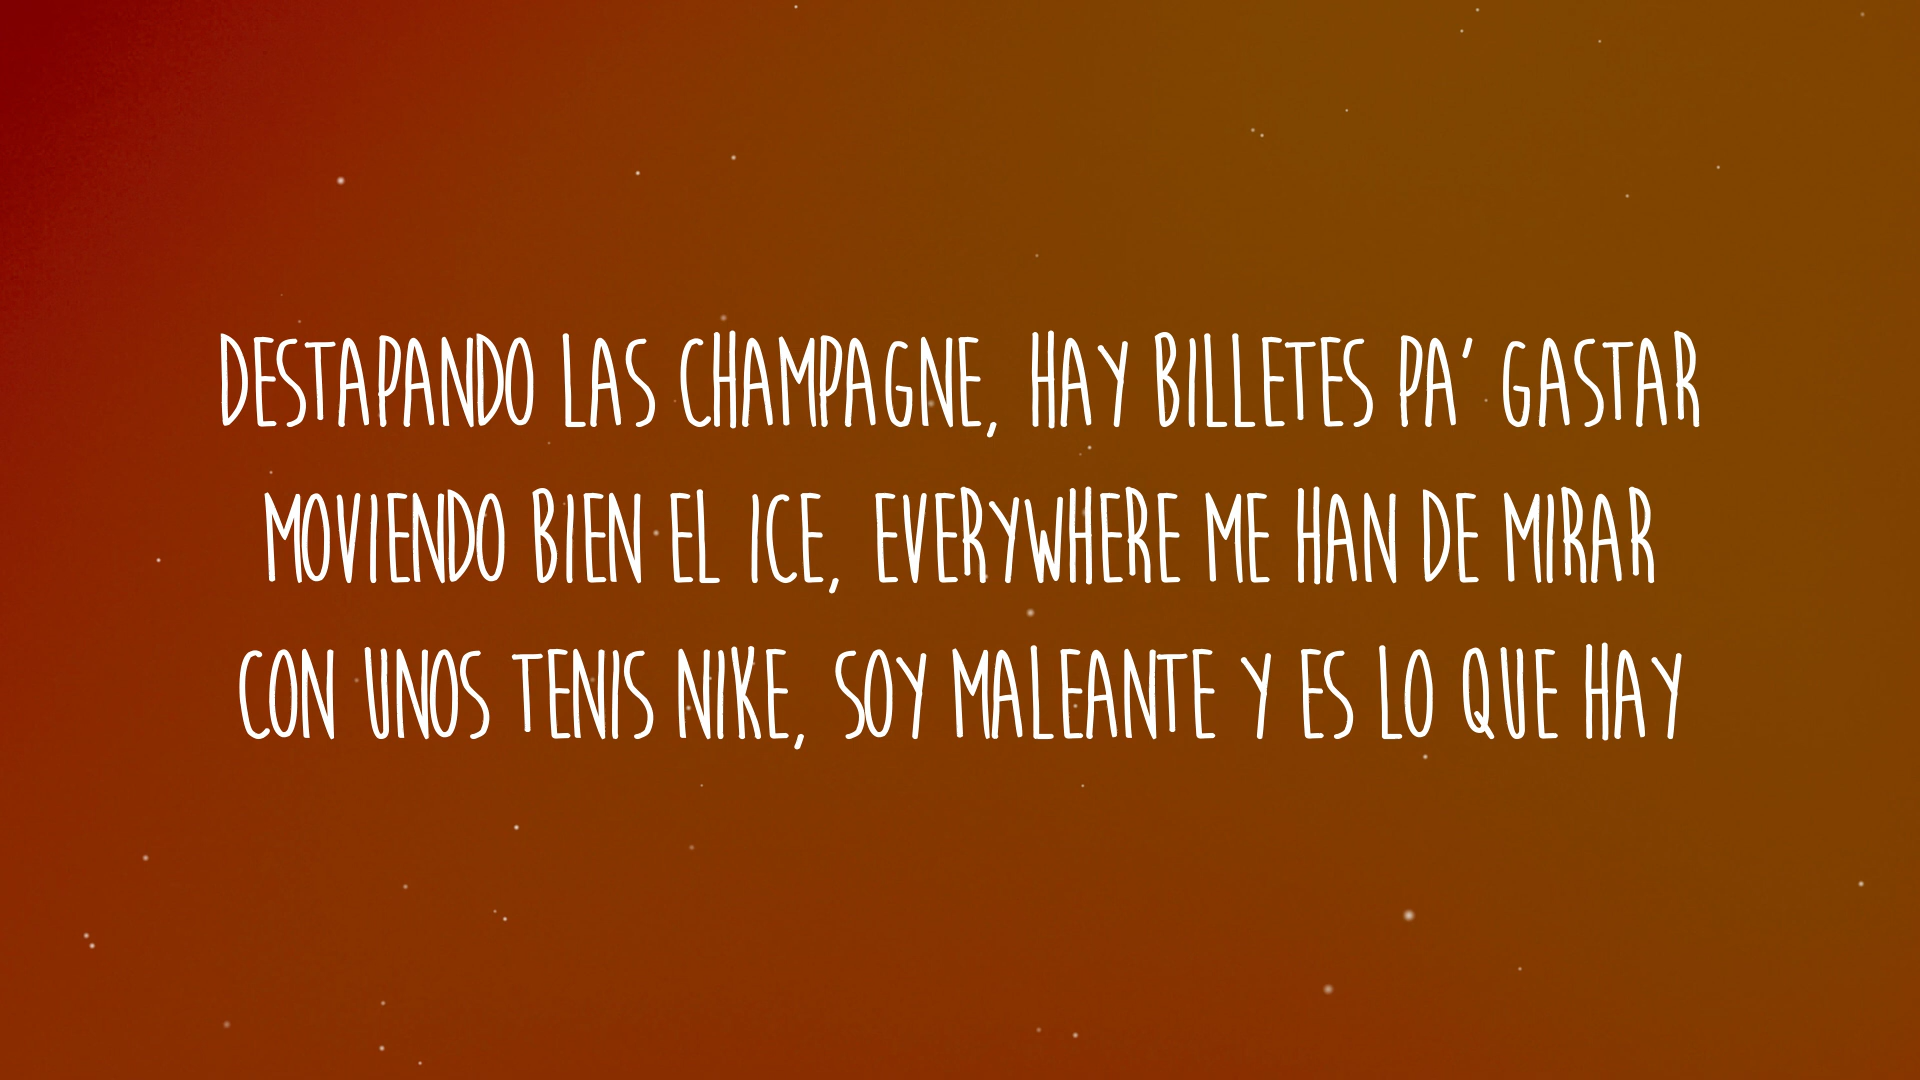 DESTAPANDO LAS CHAMPAGNE, HAY BILLETES PA' GASTAR
MOVIENDO BIEN EL ICE, EVERYWHERE ME HAN DE MIRAR
CON UNOS TENIS NIKE, SOY MALEANTE Y ES LO QUE HAY